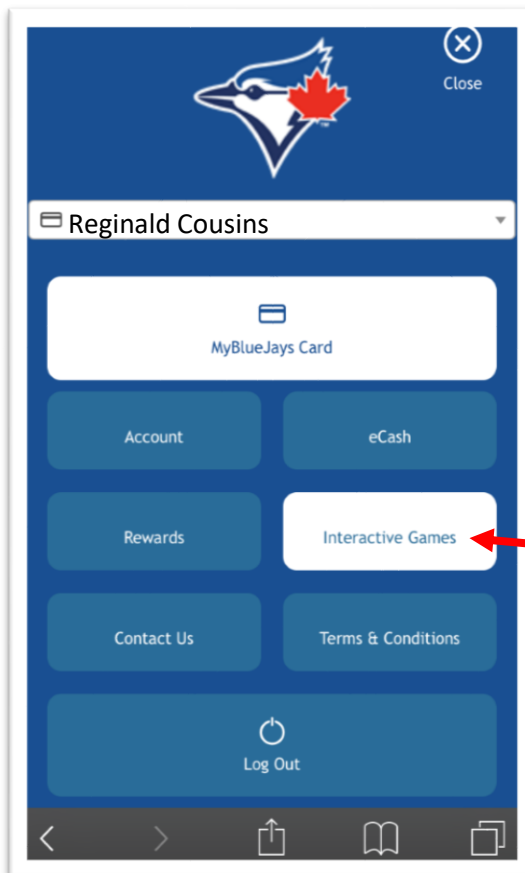 Close
Reginald Cousins
MyBlueJays Card
Account
eCash
Rewards
Interactive Games
Contact Us
Terms & Conditions
Log Out